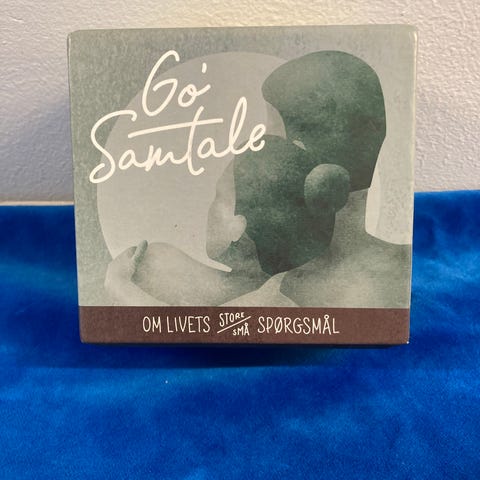 Go'
Samtale
OM LIVETS STORE/SMÅ SPØRGSMÅL